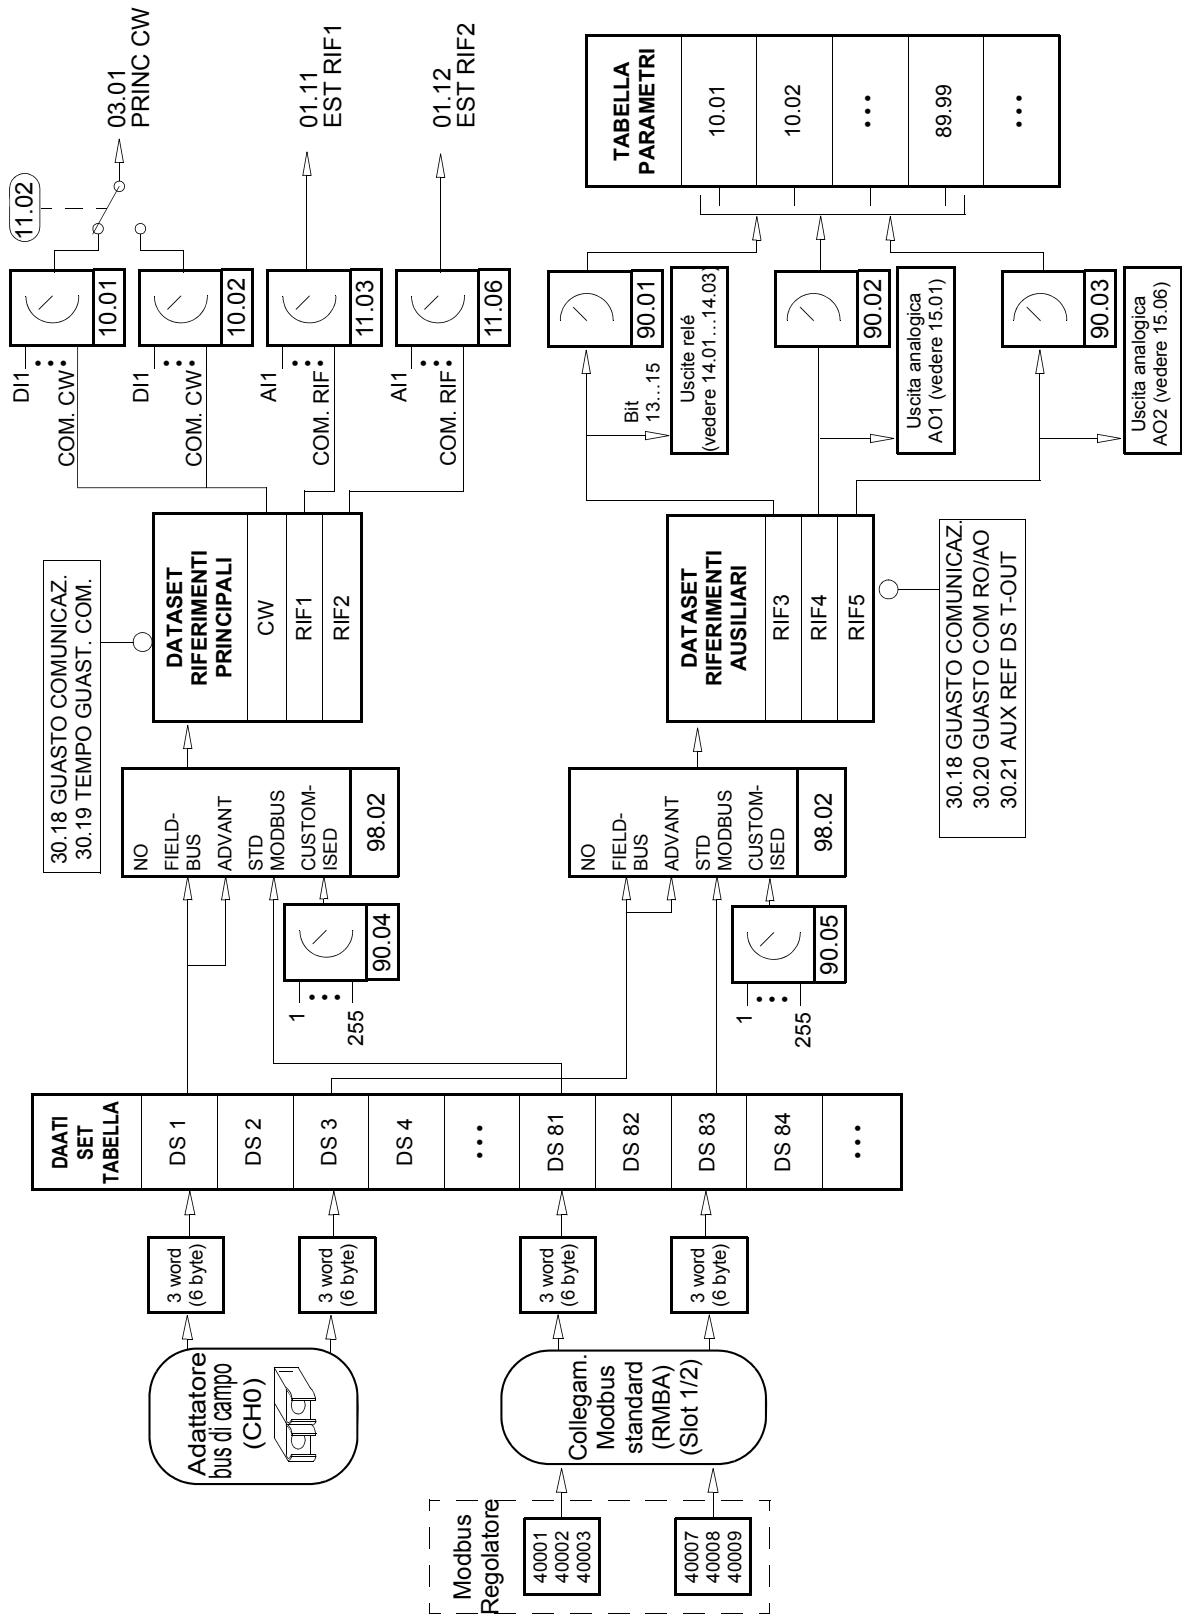 Modbus
Regolatore
40001
40002
40003
40007
40008
40009
Adattatore
bus di campo
(CH0)
Collegam.
Modbus
standard
(RMBA)
(Slot 1/2)
3 word
(6 byte)
3 word
(6 byte)
3 word
(6 byte)
3 word
(6 byte)
DAATI
SET
TABELLA
DS 1
DS 2
DS 3
DS 4
•••
DS 81
DS 82
DS 83
DS 84
•••
1
•••
255
90.04
1
•••
255
90.05
NO
FIELD-
BUS
ADVANT
STD
MODBUS
CUSTOM-
ISED
98.02
NO
FIELD-
BUS
ADVANT
STD
MODBUS
CUSTOM-
ISED
98.02
30.18 GUASTO COMUNICAZ.
30.19 TEMPO GUAST. COM.
DATASET
RIFERIMENTI
PRINCIPALI
CW
RIF1
RIF2
DATASET
RIFERIMENTI
AUSILIARI
RIF3
RIF4
RIF5
30.18 GUASTO COMUNICAZ.
30.20 GUASTO COM RO/AO
30.21 AUX REF DS T-OUT
DI1
•••
COM. CW
10.01
DI1
•••
COM. CW
10.02
AI1
•••
COM. RIF
11.03
AI1
•••
COM. RIF
11.06
11.02
03.01
PRINC CW
01.11
EST RIF1
01.12
EST RIF2
Bit
13...15
90.01
Uscite relé
(vedere 14.01...14.03)
90.02
Uscita analogica
AO1 (vedere 15.01)
90.03
Uscita analogica
AO2 (vedere 15.06)
TABELLA
PARAMETRI
10.01
10.02
•••
89.99
•••